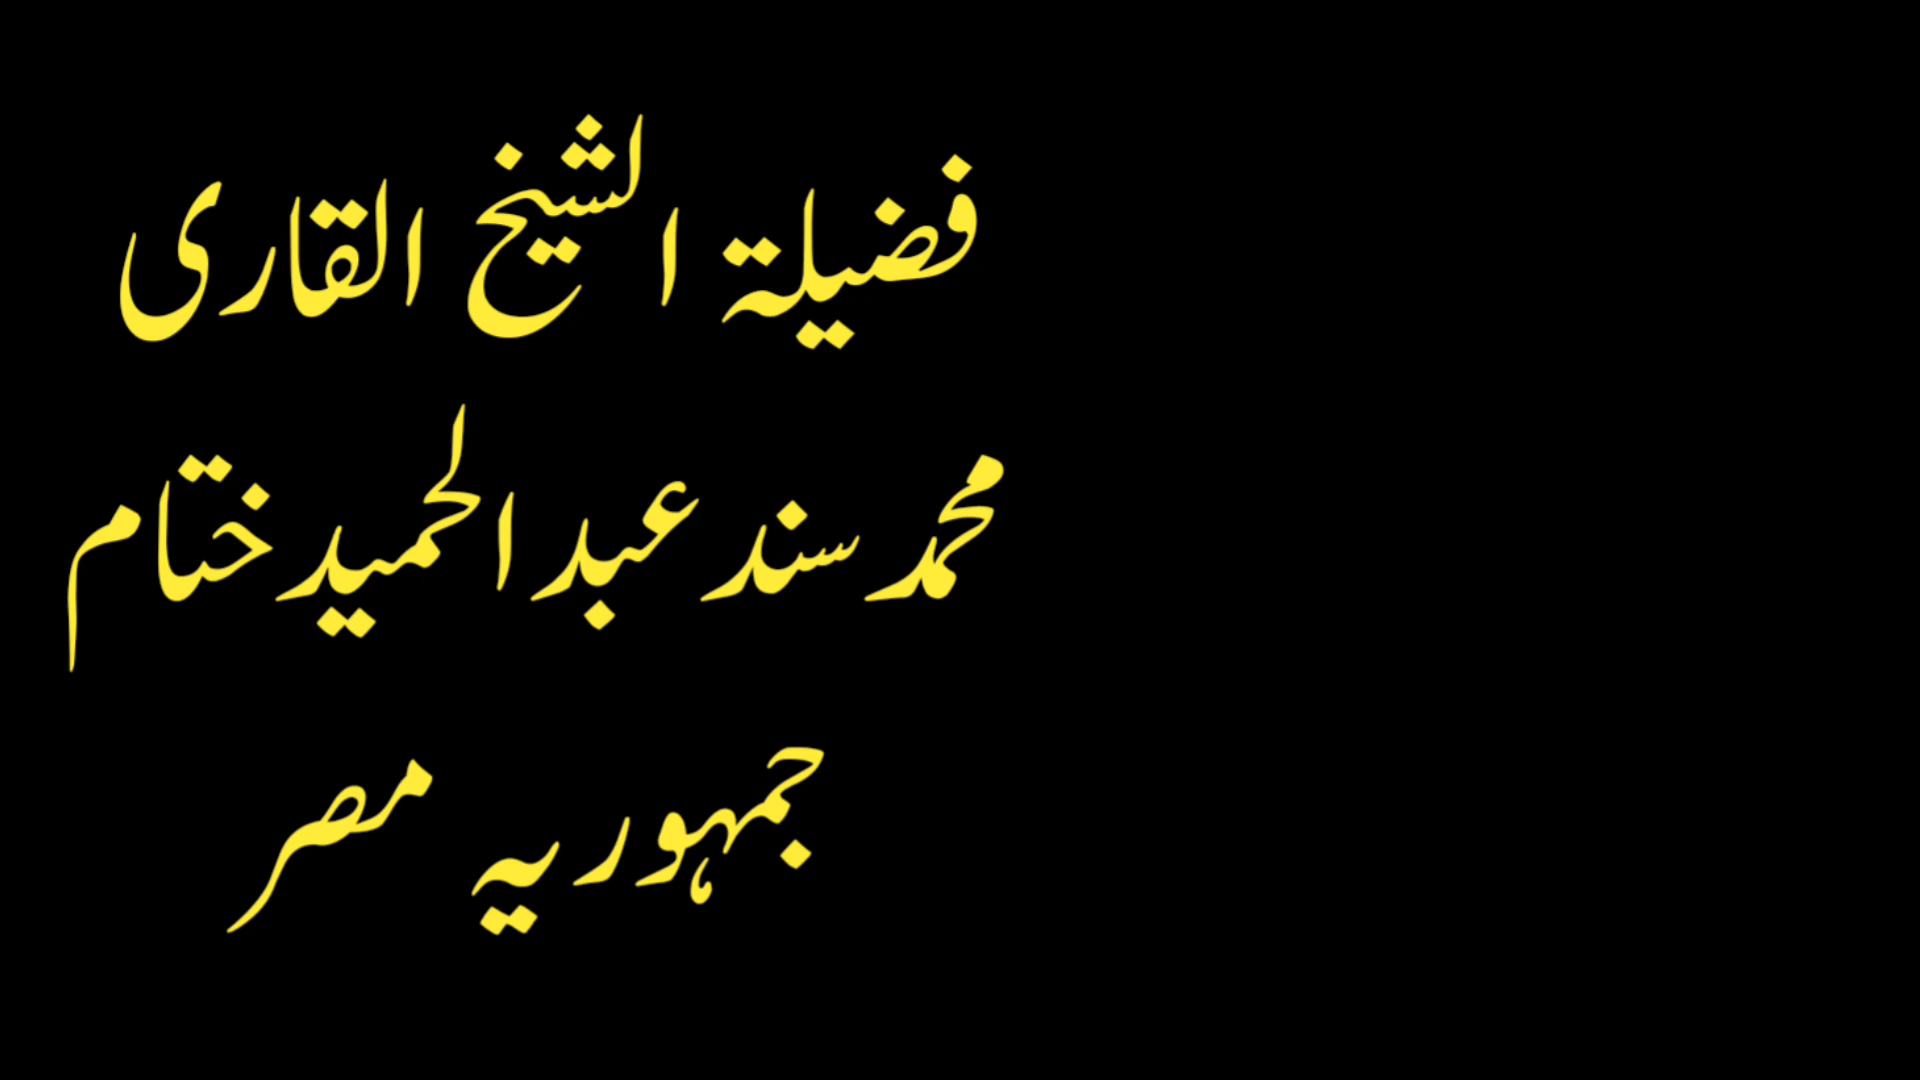 فضیلۃ الشیخ القاری
محمد سند عبدالحمید ختام
جمہوریہ مصر